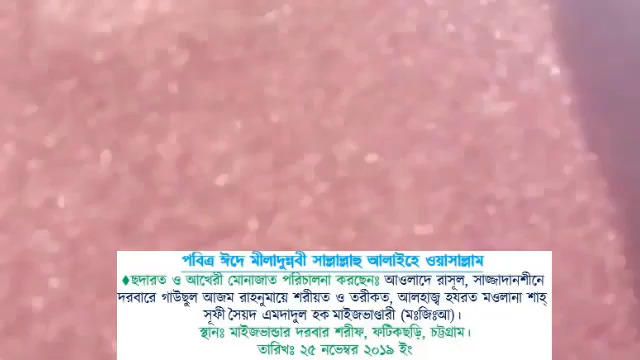 পবিত্র ঈদে মীলাদুন্নবী সাল্লাল্লাহু আলাইহে ওয়াসাল্লাম
♦ছদারত ও আখেরী মোনাজাত পরিচালনা করছেনঃ আওলাদে রাসূল, সাজ্জাদানশীনে
দরবারে গাউছুল আজম রাহনুমায়ে শরীয়ত ও তরীকত, আলহাজ্ব হযরত মওলানা শাহ্
সূফী সৈয়দ এমদাদুল হক মাইজভাণ্ডারী (মঃজিঃআ)।
স্থানঃ মাইজভান্ডার দরবার শরীফ, ফটিকছড়ি, চট্টগ্রাম।
তারিখঃ ২৫ নভেম্বর ২০১৯ ইং